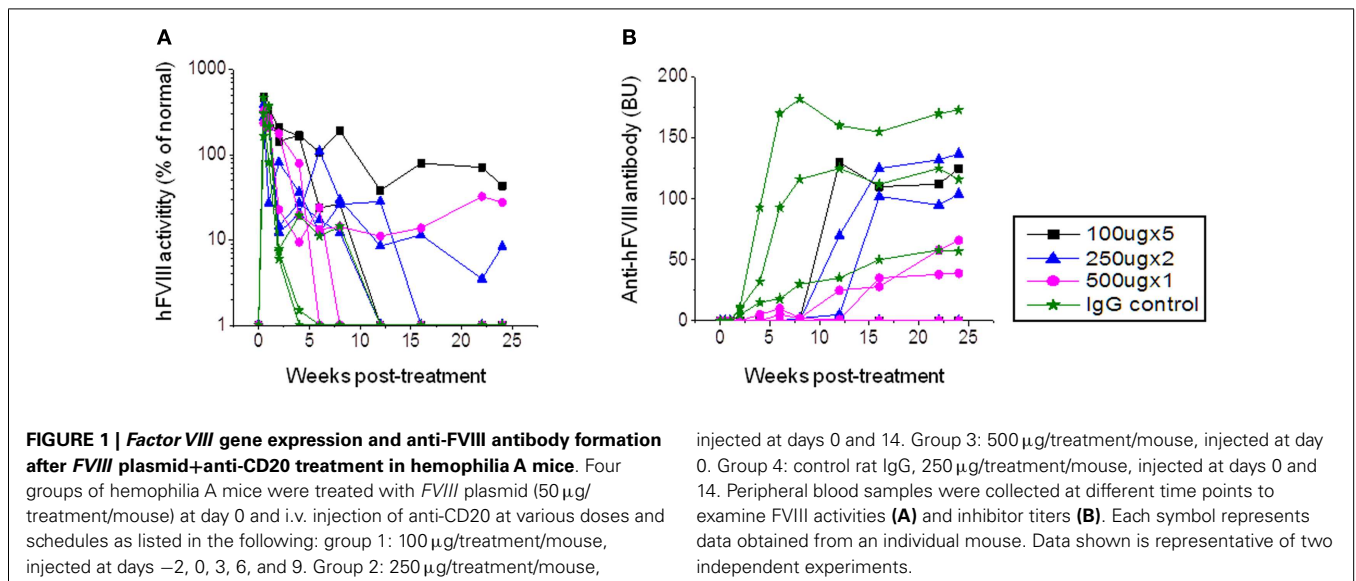 A
B
hFVIII activitity (% of normal)
1000
100
10
1
0
5
10
15
20
25
Weeks post-treatment
Anti-hFVIII antibody (BU)
200
150
100
50
0
0
5
10
15
20
25
Weeks post-treatment
100ugx5
250ugx2
500ugx1
IgG control
FIGURE 1 | Factor VIII gene expression and anti-FVIII antibody formation
after FVIII plasmid+anti-CD20 treatment in hemophilia A mice. Four
groups of hemophilia A mice were treated with FVIII plasmid (50 μg/
treatment/mouse) at day 0 and i.v. injection of anti-CD20 at various doses and
schedules as listed in the following: group 1: 100 μg/treatment/mouse,
injected at days −2, 0, 3, 6, and 9. Group 2: 250 μg/treatment/mouse,
injected at days 0 and 14. Group 3: 500 μg/treatment/mouse, injected at day
0. Group 4: control rat IgG, 250 μg/treatment/mouse, injected at days 0 and
14. Peripheral blood samples were collected at different time points to
examine FVIII activities (A) and inhibitor titers (B). Each symbol represents
data obtained from an individual mouse. Data shown is representative of two
independent experiments.